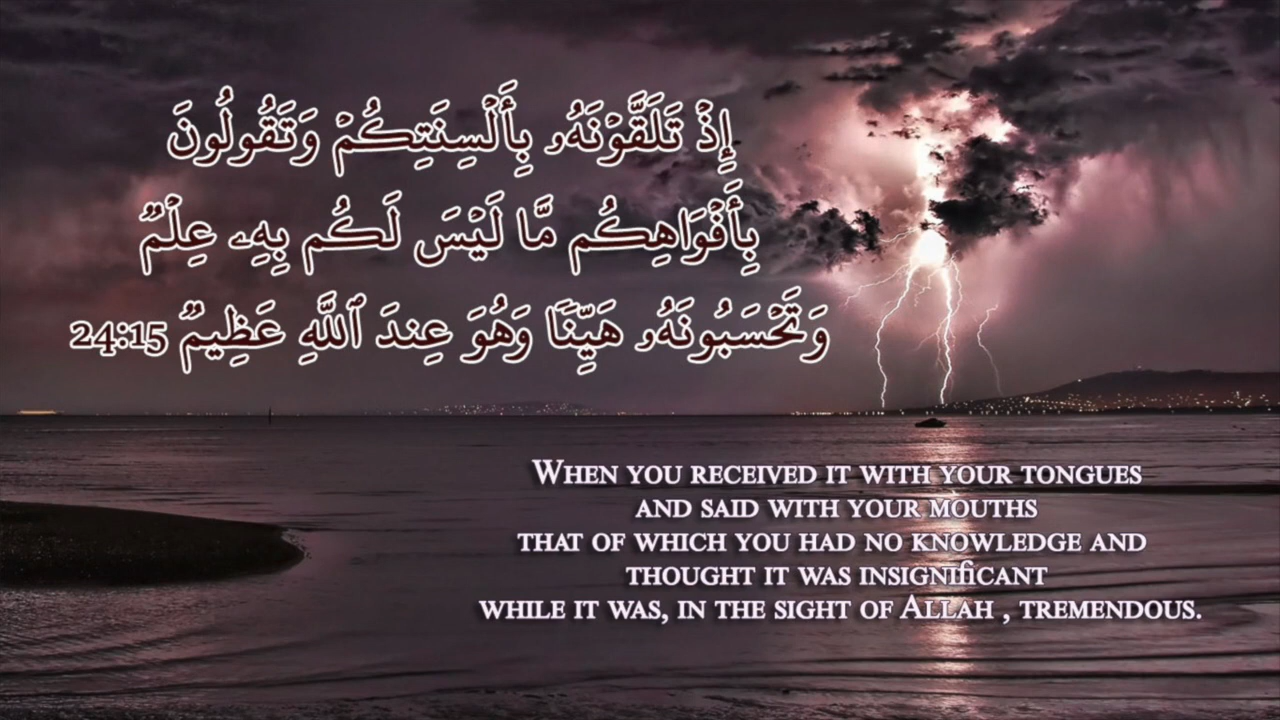 إِذۡ تَلَقَّوۡنَهُۥ بِأَلۡسِنَتِكُمۡ وَتَقُولُونَ
بِأَفۡوَاهِكُم مَّا لَيۡسَ لَكُم بِهِۦ عِلۡمٞ
وَتَحۡسَبُونَهُۥ هَيِّنٗا وَهُوَ عِندَ ٱللَّهِ عَظِيمٞ 24:15
When you received it with your tongues
and said with your mouths
that of which you had no knowledge and
thought it was insignificant
while it was, in the sight of Allah , tremendous.